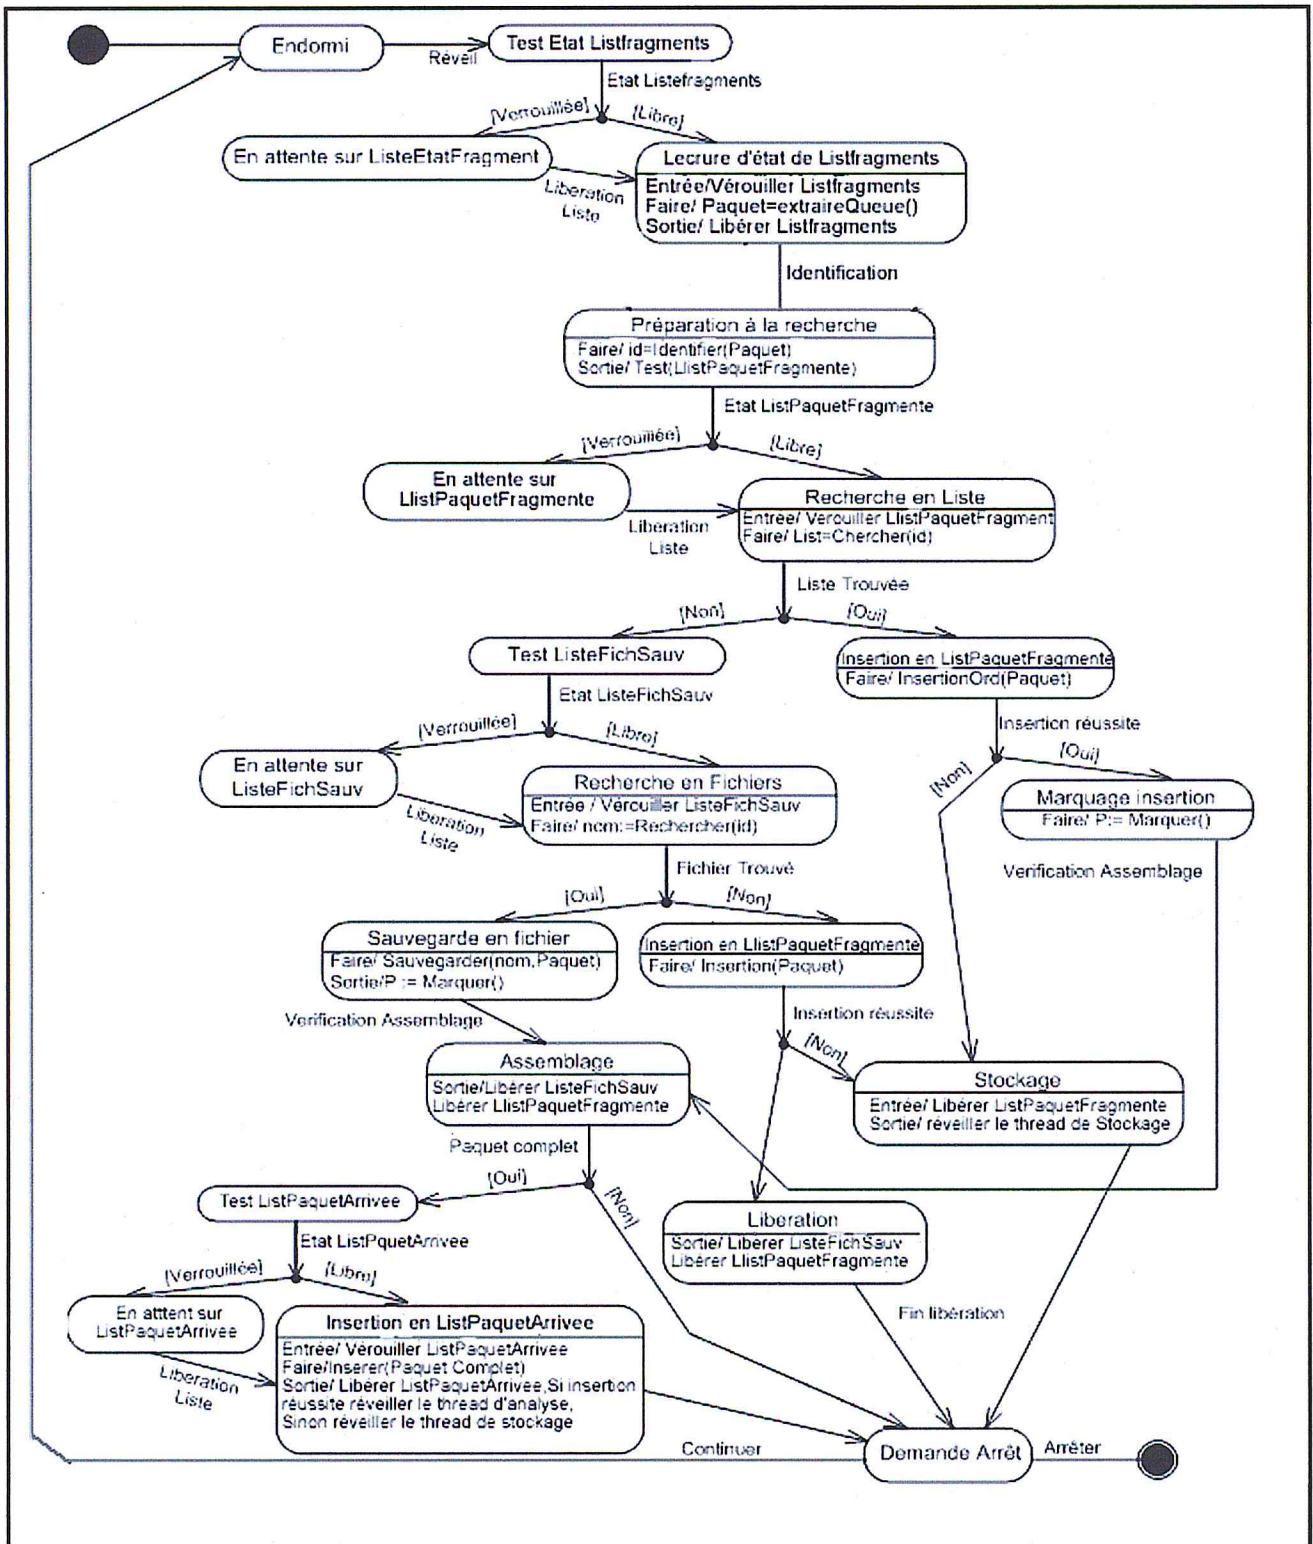 Endormi
Réveil
Test Etat Listfragments
Etat Listefragments
[Verrouillée]
[Libre]
En attente sur ListeEtatFragment
Liberation
Liste
Lecrure d'état de Listfragments
Entrée/Vérouiller Listfragments
Faire/ Paquet=extraireQueue()
Sortie/ Libérer Listfragments
Identification
Préparation à la recherche
Faire/ id=Identifier(Paquet)
Sortie/ Test(LlistPaquetFragmente)
Etat ListPaquetFragmente
[Verrouillée]
[Libre]
En attente sur
LlistPaquetFragmente
Liberation
Liste
Recherche en Liste
Entrée/ Verouiller LlistPaquetFragment
Faire/ List=Chercher(id)
Liste Trouvée
[Non]
[Oui]
Test ListeFichSauv
Insertion en ListPaquetFragmente
Faire/ InsertionOrd(Paquet)
Etat ListeFichSauv
Insertion réussite
[Verrouillée]
[Libre]
[Non]
[Oui]
En attente sur
ListeFichSauv
Liberation
Liste
Recherche en Fichiers
Entrée / Vérouiller ListeFichSauv
Faire/ nom:=Rechercher(id)
Marquage insertion
Faire/ P:= Marquer()
Fichier Trouvé
Verification Assemblage
[Oui]
[Non]
Sauvegarde en fichier
Faire/ Sauvegarder(nom,Paquet)
Sortie/P := Marquer()
Insertion en LlistPaquetFragmente
Faire/ Insertion(Paquet)
Verification Assemblage
Insertion réussite
[Non]
Assemblage
Sortie/Libérer ListeFichSauv
Libérer LlistPaquetFragmente
Stockage
Entrée/ Libérer ListPaquetFragmente
Sortie/ réveiller le thread de Stockage
Paquet complet
[Oui]
[Non]
Test ListPaquetArrivee
Liberation
Sortie/ Liberer ListeFichSauv
Libérer LlistPaquetFragmente
Etat ListPquetArrivee
[Verrouillée]
[Libre]
En atttent sur
ListPaquetArrivee
Liberation
Liste
Insertion en ListPaquetArrivee
Entrée/ Vérouiller ListPaquetArrivee
Faire/Inserer(Paquet Complet)
Sortie/ Libérer ListPaquetArrivee,Si insertion
réussite réveiller le thread d'analyse,
Sinon réveiller le thread de stockage
Fin libération
Continuer
Demande Arrêt
Arrêter